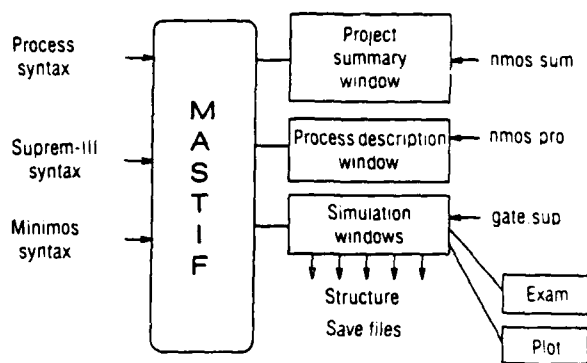 Process
syntax
Suprem-III
syntax
Minimos
syntax
MASTIF
Project
summary
window
nmos sum
Process description
window
nmos pro
Simulation
windows
gate.sup
Structure
Save files
Exam
Plot